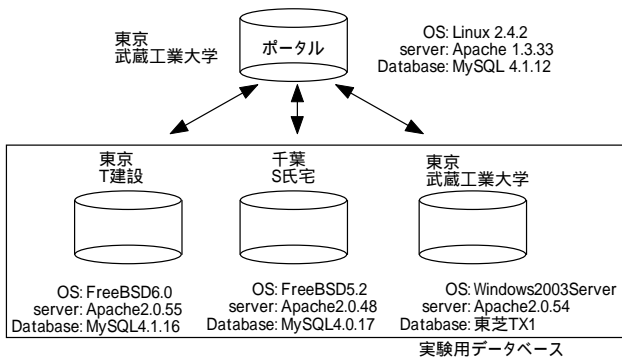 東京
武蔵工業大学
ポータル
OS: Linux 2.4.2
server: Apache 1.3.33
Database: MySQL 4.1.12
東京
T建設
千葉
S氏宅
東京
武蔵工業大学
OS: FreeBSD6.0
server: Apache2.0.55
Database: MySQL4.1.16
OS: FreeBSD5.2
server: Apache2.0.48
Database: MySQL4.0.17
OS: Windows2003Server
server: Apache2.0.54
Database: 東芝TX1
実験用データベース